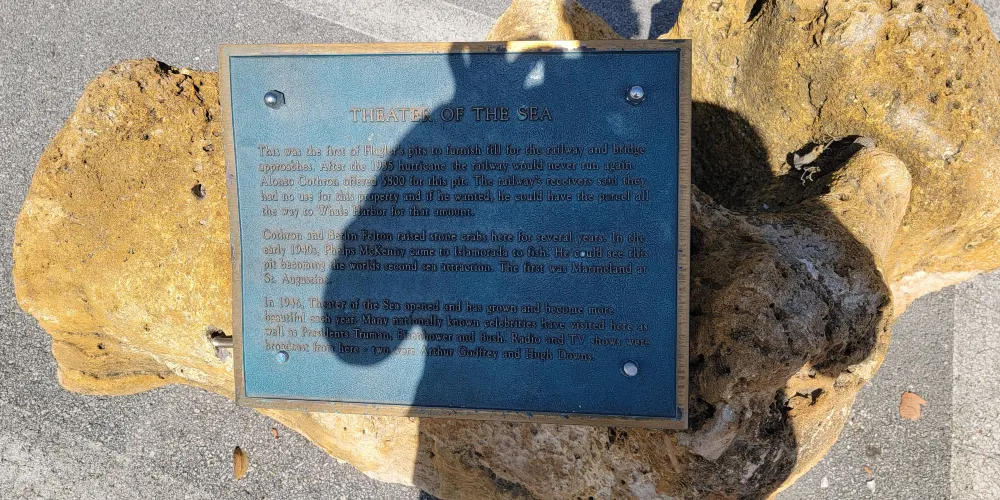 THEATER OF THE SEA
This was the first of Flagler's pits to furnish fill for the railway and bridge
approaches. After the 1935 hurricane the railway would never run again.
Alonzo Cothron offered $800 for this pit. The railway's receivers said they
had no use for this property and if he wanted, he could have the parcel all
the way to Whale Harbor for that amount.
Cothron and Felton raised stone crabs here for several years. In the
early 1940s, Phelps McKenny came to Islamorada to fish. He could see this
pit becoming the worlds second sea attraction. The first was Marineland at
St. Augustine.
In 1946, Theater of the Sea opened and has grown and become more
beautiful each year. Many nationally known celebrities have visited here as
well as Presidents Truman, Eisenhower and Bush. Radio and TV shows were
broadcast from here - two were Arthur Godfrey and Hugh Downs.